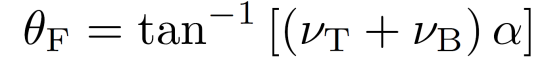 θ_F = tan⁻¹ [(ν_T + ν_B) α]